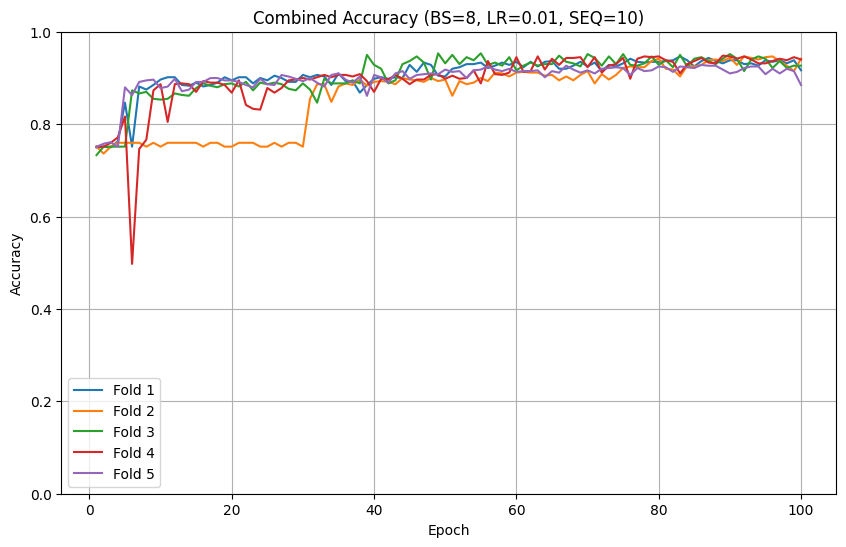 Combined Accuracy (BS=8, LR=0.01, SEQ=10)
1.0
0.8
0.6
0.4
0.2
0.0
Accuracy
Fold 1
Fold 2
Fold 3
Fold 4
Fold 5
0 20 40 60 80 100
Epoch